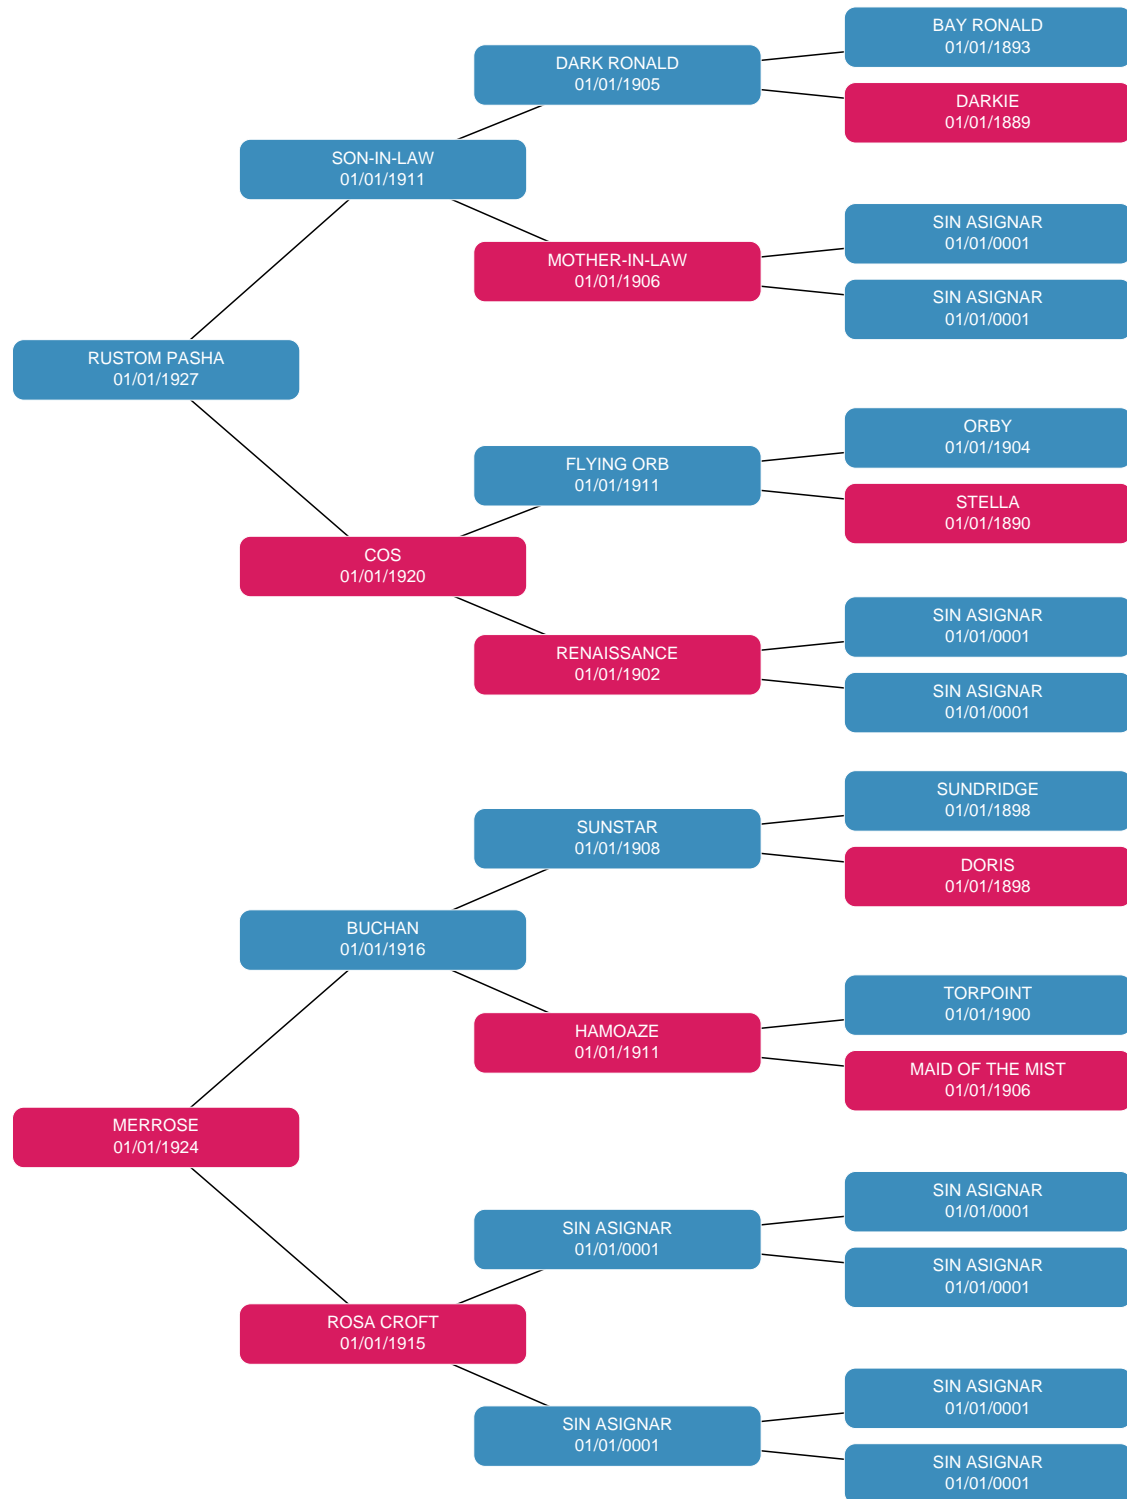 BAY RONALD
01/01/1893
DARK RONALD
01/01/1905
DARKIE
01/01/1889
SON-IN-LAW
01/01/1911
SIN ASIGNAR
01/01/0001
MOTHER-IN-LAW
01/01/1906
SIN ASIGNAR
01/01/0001
RUSTOM PASHA
01/01/1927
ORBY
01/01/1904
FLYING ORB
01/01/1911
STELLA
01/01/1890
COS
01/01/1920
SIN ASIGNAR
01/01/0001
RENAISSANCE
01/01/1902
SIN ASIGNAR
01/01/0001
SUNDRIDGE
01/01/1898
SUNSTAR
01/01/1908
DORIS
01/01/1898
BUCHAN
01/01/1916
TORPOINT
01/01/1900
HAMOAZE
01/01/1911
MAID OF THE MIST
01/01/1906
MERROSE
01/01/1924
SIN ASIGNAR
01/01/0001
SIN ASIGNAR
01/01/0001
SIN ASIGNAR
01/01/0001
ROSA CROFT
01/01/1915
SIN ASIGNAR
01/01/0001
SIN ASIGNAR
01/01/0001
SIN ASIGNAR
01/01/0001